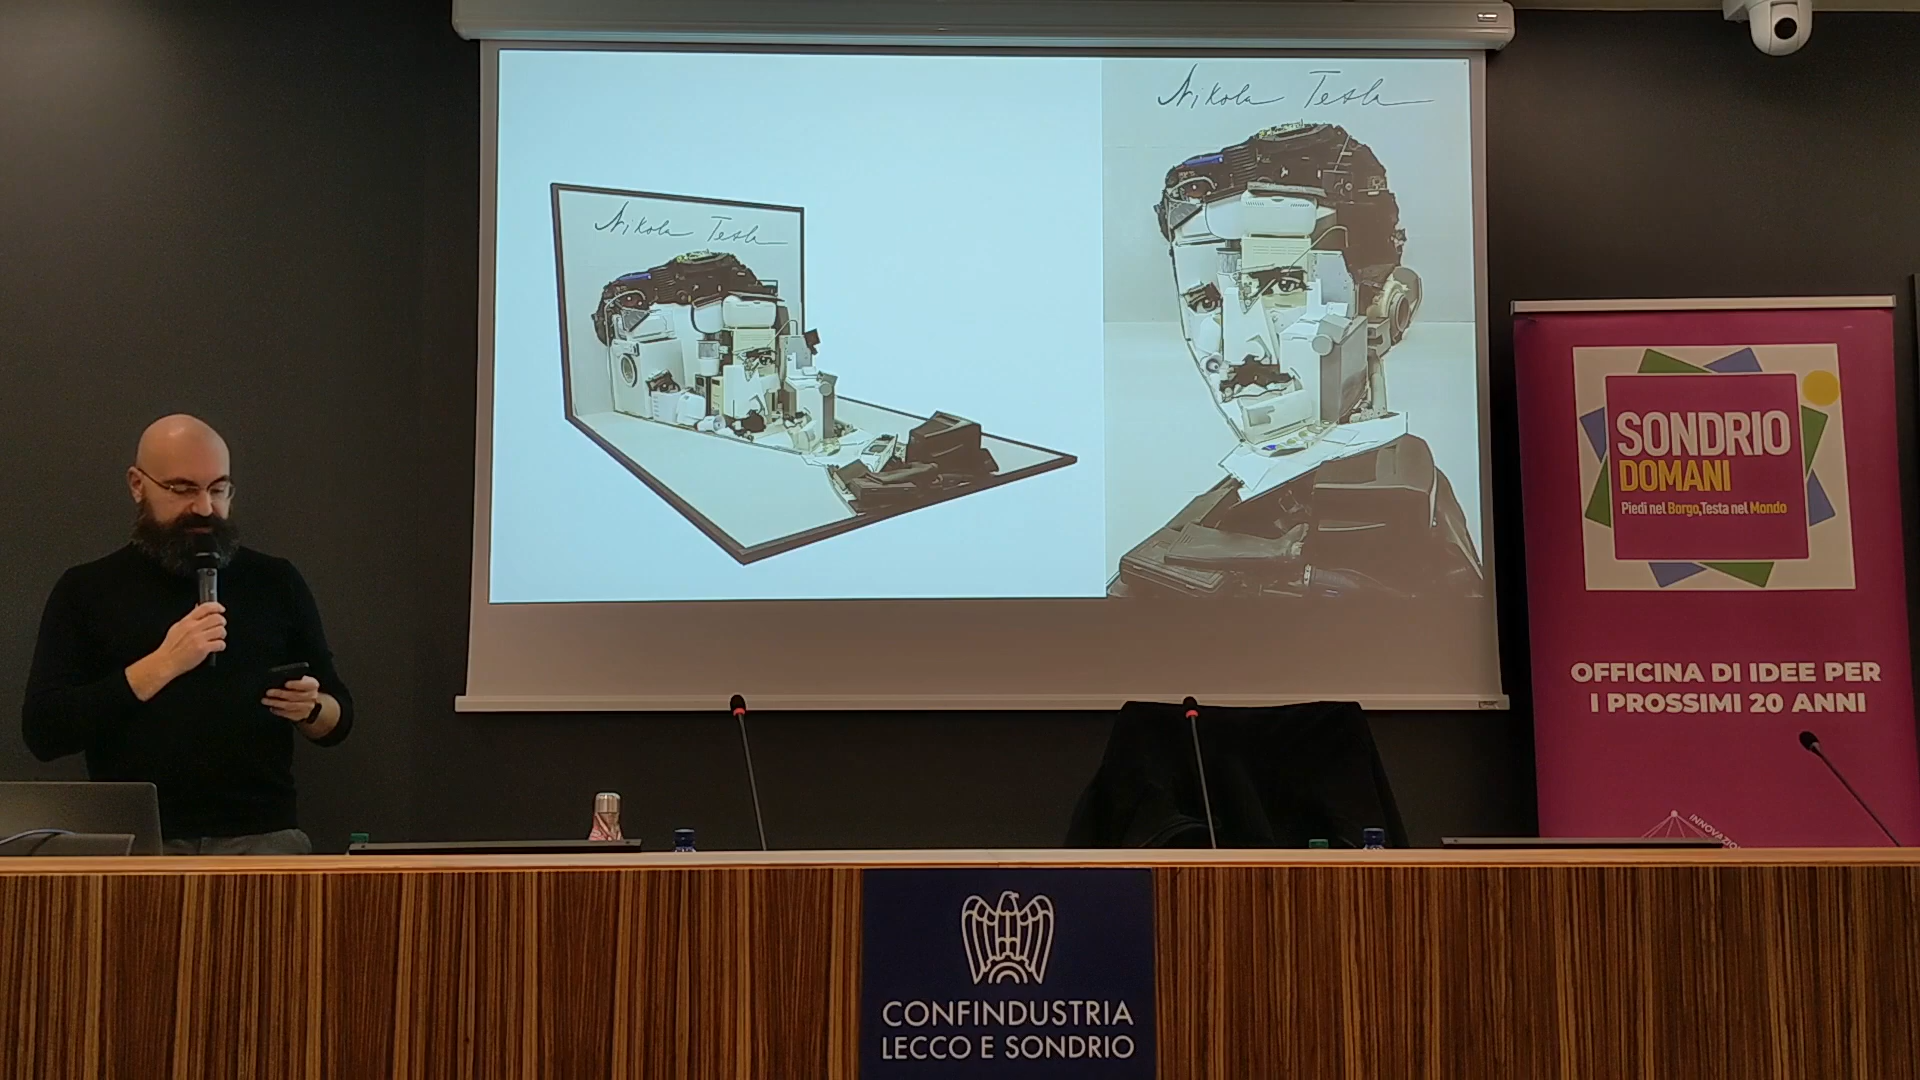 Nikola Tesla
Nikola Tesla
SONDRIO
DOMANI
Piedi nel Borgo,Testa nel Mondo
OFFICINA DI IDEE PER
I PROSSIMI 20 ANNI
CONFINDUSTRIA
LECCO E SONDRIO